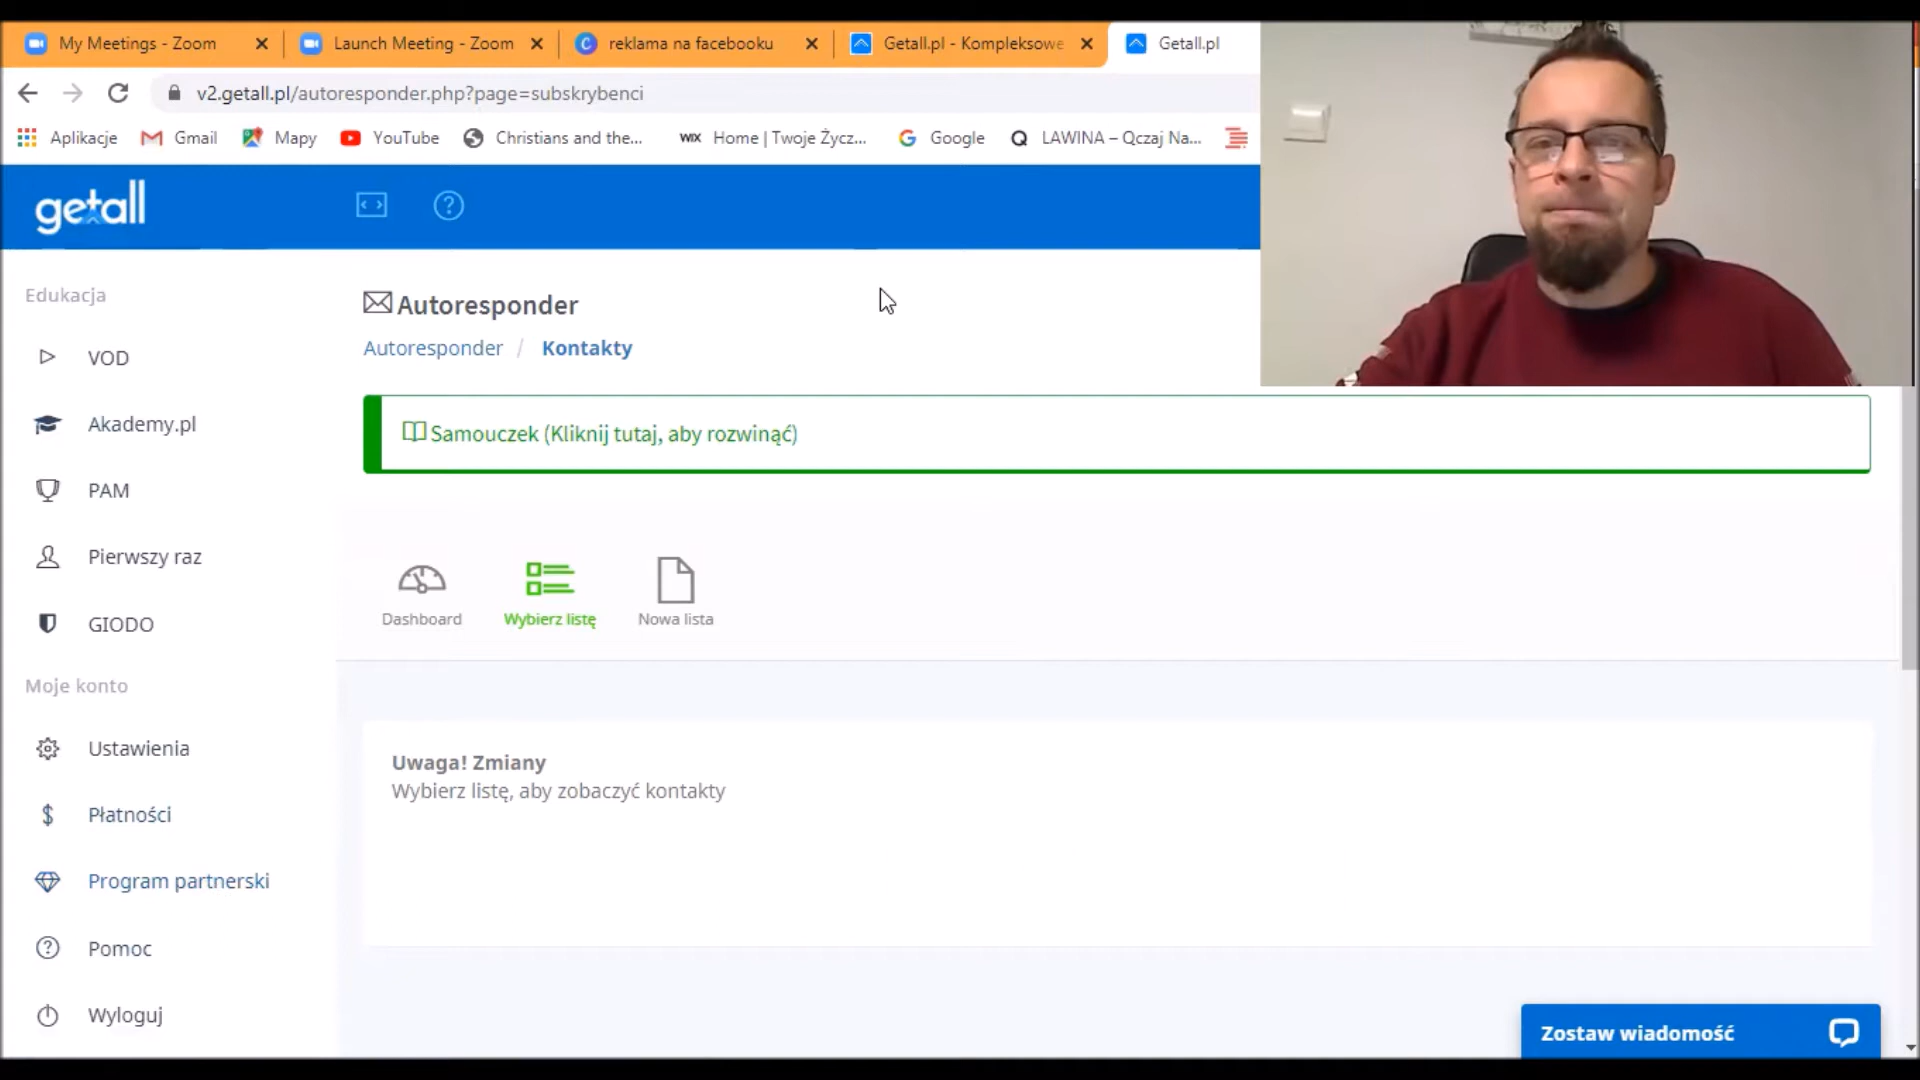 My Meetings - Zoom
Launch Meeting - Zoom
reklama na facebooku
Getall.pl - Kompleksowe
Getall.pl
v2.getall.pl/autoresponder.php?page=subskrybenci
Aplikacje
Gmail
Mapy
YouTube
Christians and the...
WIX Home | Twoje Życz...
Google
LAWINA – Qczaj Na...
getall
Edukacja
VOD
Akademy.pl
PAM
Pierwszy raz
GIODO
Moje konto
Ustawienia
Płatności
Program partnerski
Pomoc
Wyloguj
Autoresponder
Autoresponder / Kontakty
Samouczek (Kliknij tutaj, aby rozwinąć)
Dashboard
Wybierz listę
Nowa lista
Uwaga! Zmiany
Wybierz listę, aby zobaczyć kontakty
Zostaw wiadomość